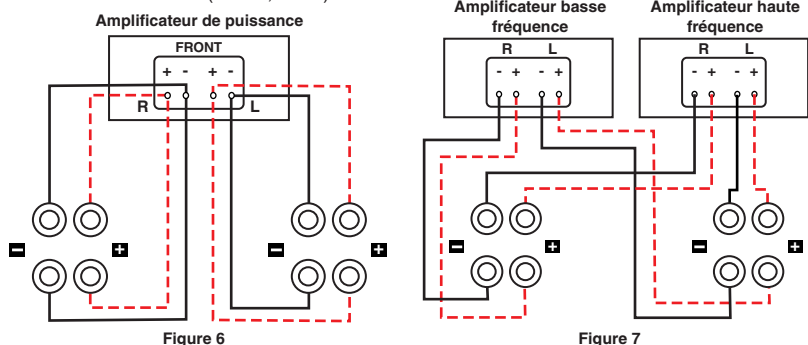 Amplificateur de puissance
FRONT
+ - + -
R L
Figure 6
Amplificateur basse
fréquence
R L
- + - +
Amplificateur haute
fréquence
R L
- + - +
- +
- +
- +
- +
Figure 7